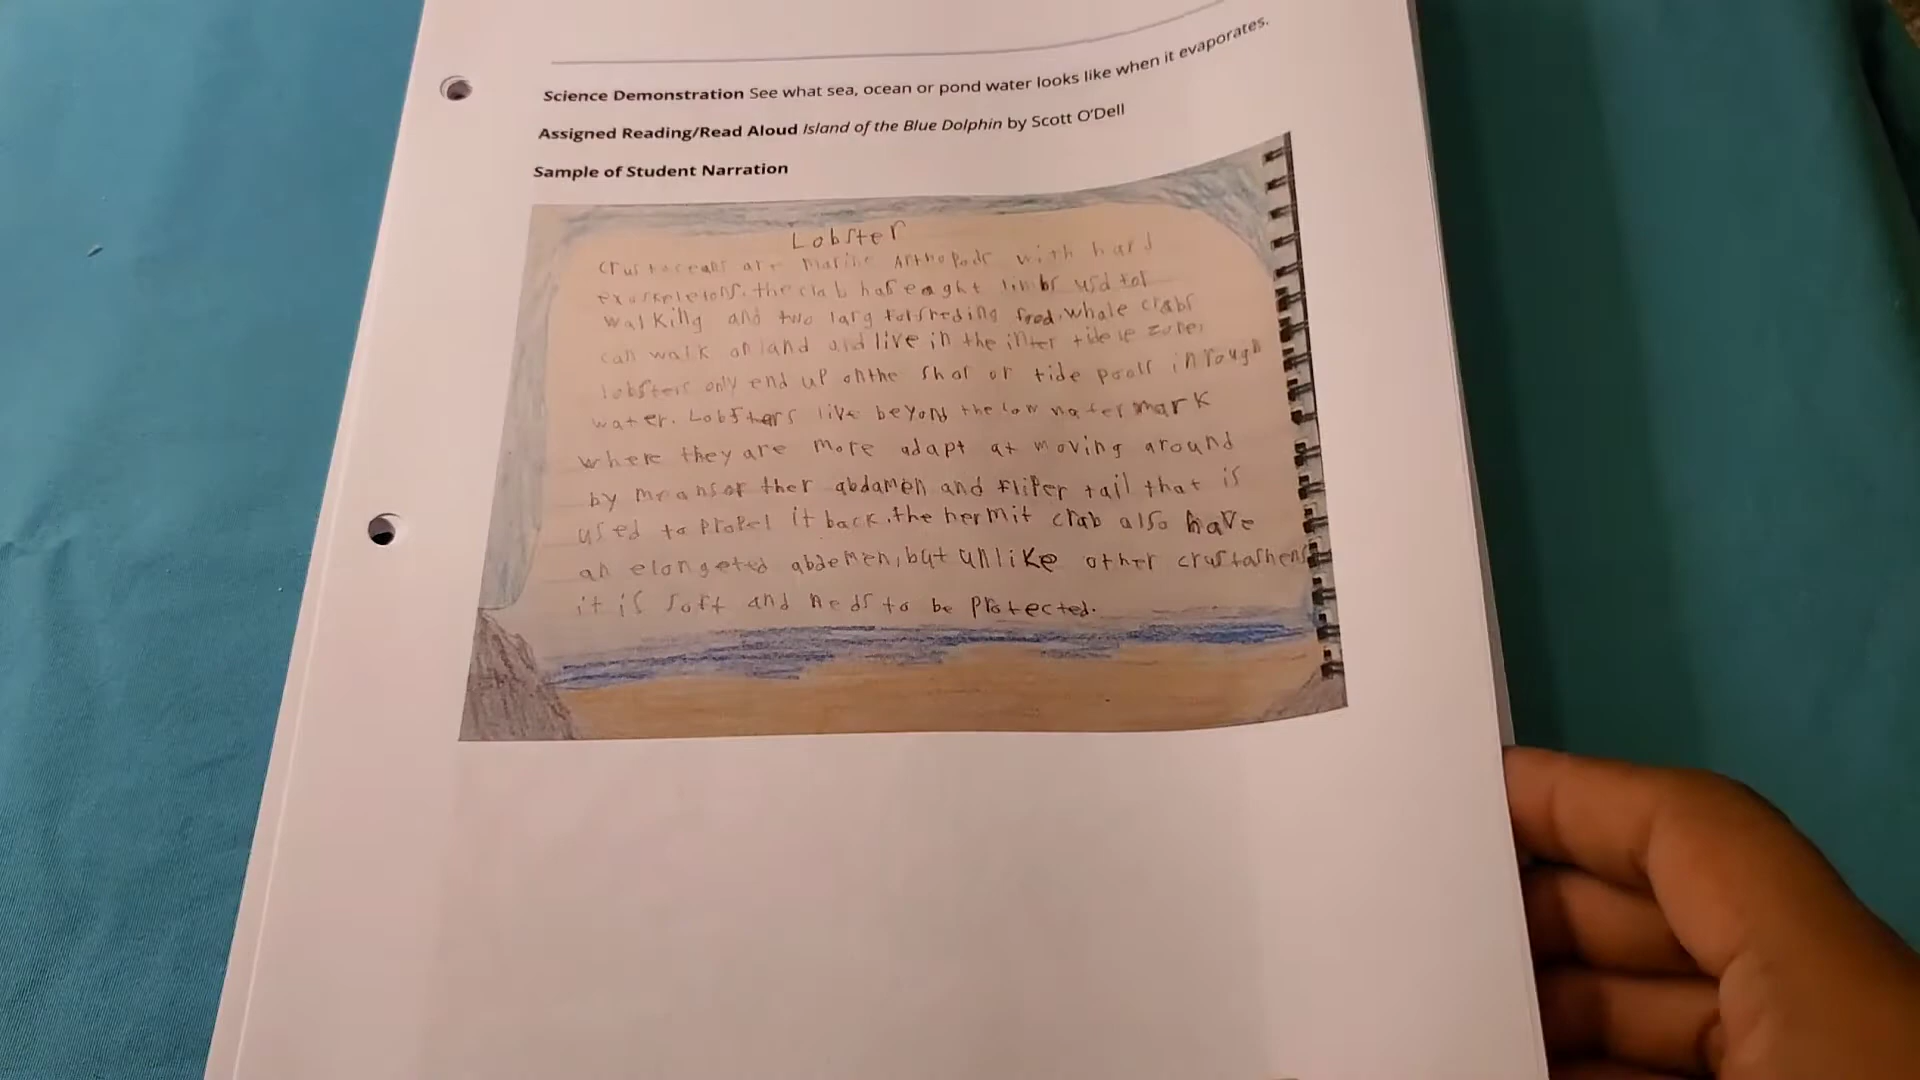 Science Demonstration See what sea, ocean or pond water looks like when it evaporates.
Assigned Reading/Read Aloud Island of the Blue Dolphin by Scott O'Dell
Sample of Student Narration
Lobster
Crustaceans are marine Arthopods with hard
the crab has eaght limbs usd for
walking and two larg food. whale crabs
can walk on land and live in the inter tide
lobsters only end up on the shor or tide pools in rough
water. Lobsters live beyond the low water mark
where they are more adapt at moving around
by means of ther abdamen and fliper tail that is
used to propel it back. the hermit crab also have
an elongeted abdemen, but unlike other crustashens
it is soft and neds to be protected.